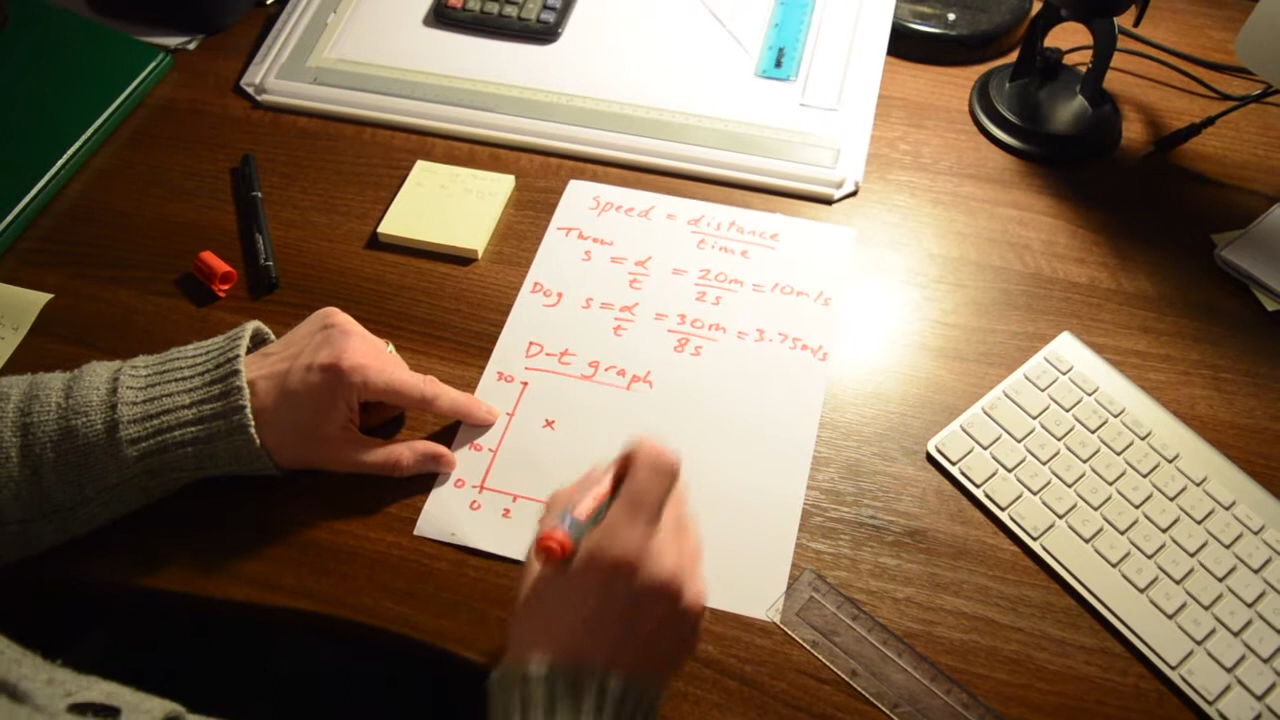 Speed = distance
time
Throw
s = d/t = 20m/2s = 10m/s
Dog s = d/t = 30m/8s = 3.75m/s
D-t graph
30
x
10
0
0 2